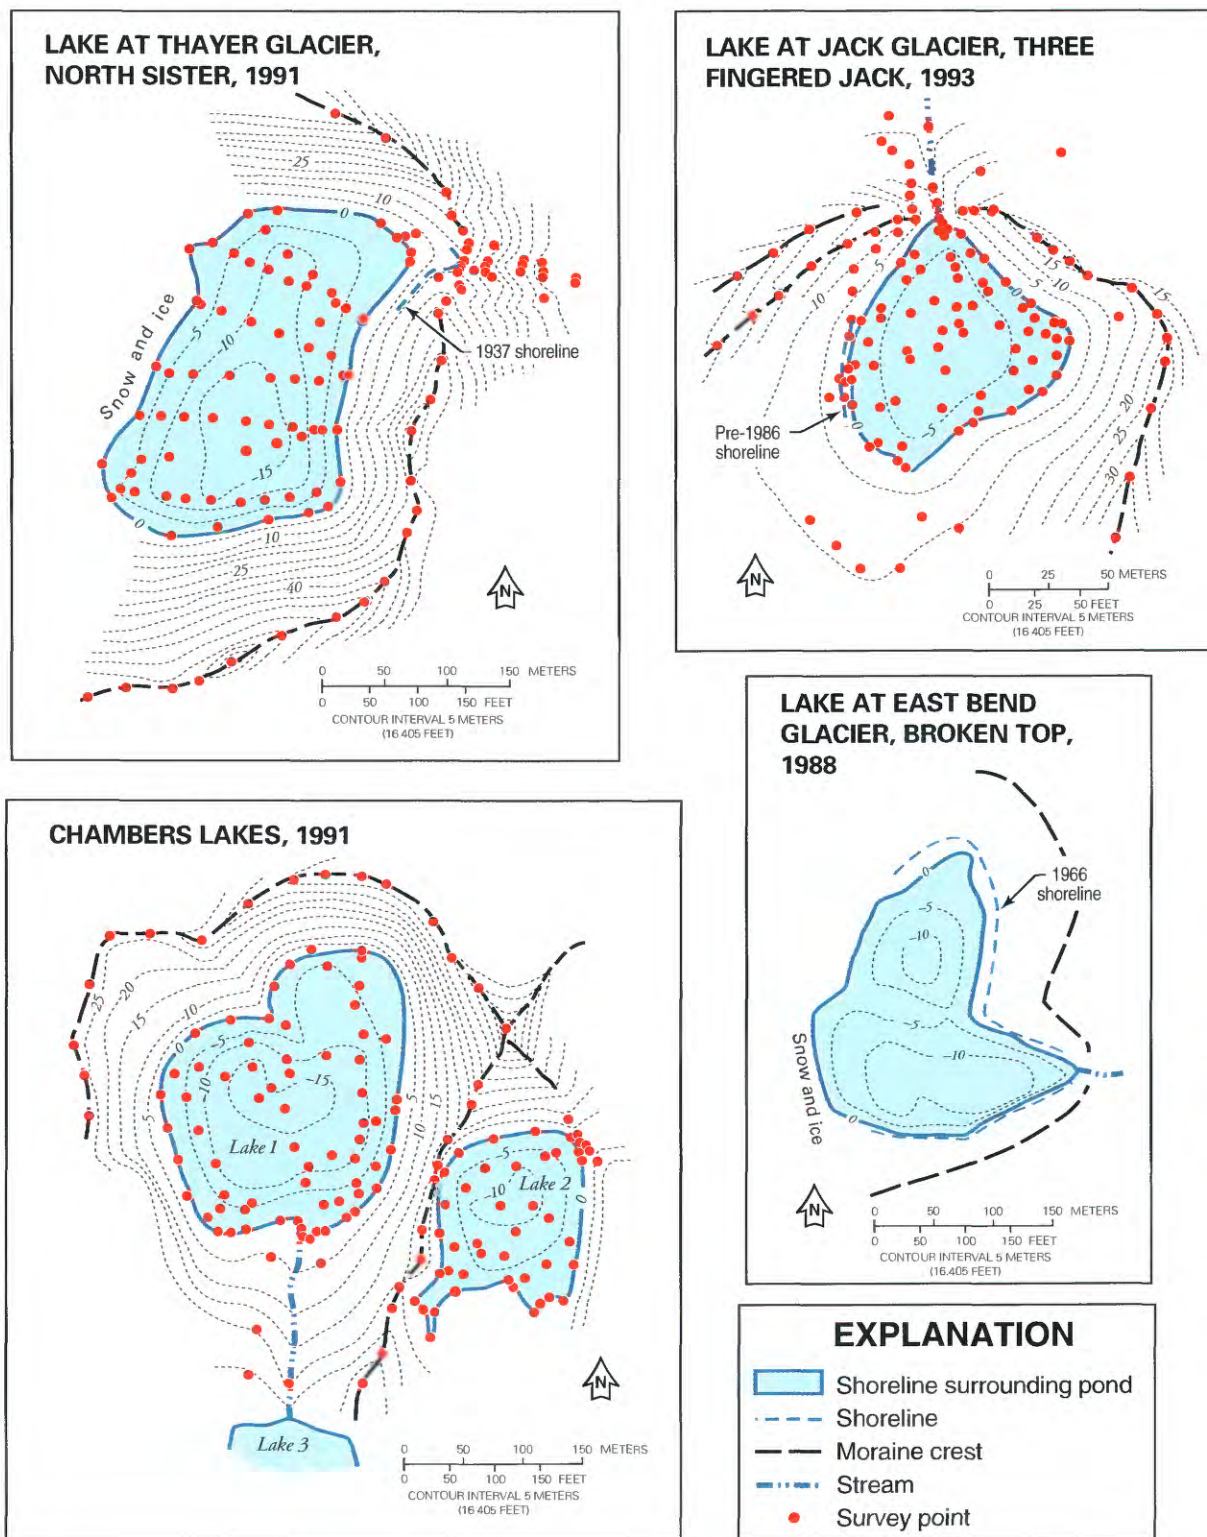 LAKE AT THAYER GLACIER,
NORTH SISTER, 1991
25
10
0
Snow and ice
-5
-10
1937 shoreline
-15
0
10
25
40
N
0 50 100 150 METERS
0 50 100 150 FEET
CONTOUR INTERVAL 5 METERS
(16 405 FEET)
LAKE AT JACK GLACIER, THREE
FINGERED JACK, 1993
-5
0
5
10
15
15
10
Pre-1986
shoreline
0
-5
20
25
30
N
0 25 50 METERS
0 25 50 FEET
CONTOUR INTERVAL 5 METERS
(16 405 FEET)
LAKE AT EAST BEND
GLACIER, BROKEN TOP,
1988
0
1966
shoreline
-5
-10
-5
-10
Snow and ice
0
N
0 50 100 150 METERS
0 50 100 150 FEET
CONTOUR INTERVAL 5 METERS
(16.405 FEET)
CHAMBERS LAKES, 1991
25
20
15
10
0
-5
-10
-15
5
5
10
15
Lake 1
5
Lake 2
-10
0
N
Lake 3
0 50 100 150 METERS
0 50 100 150 FEET
CONTOUR INTERVAL 5 METERS
(16 405 FEET)
EXPLANATION
Shoreline surrounding pond
Shoreline
Moraine crest
Stream
Survey point